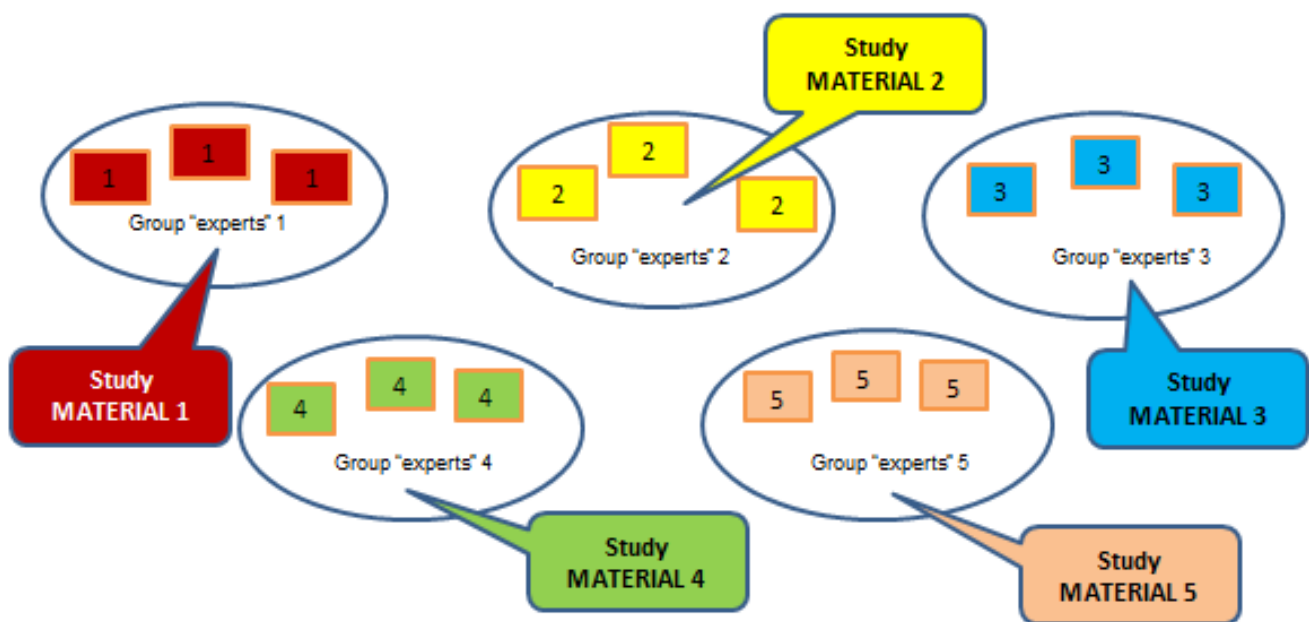 Study
MATERIAL 2
1
1
1
Group "experts" 1
2
2
2
Group "experts" 2
3
3
3
Group "experts" 3
Study
MATERIAL 1
4
4
4
Group "experts" 4
5
5
5
Group "experts" 5
Study
MATERIAL 3
Study
MATERIAL 4
Study
MATERIAL 5